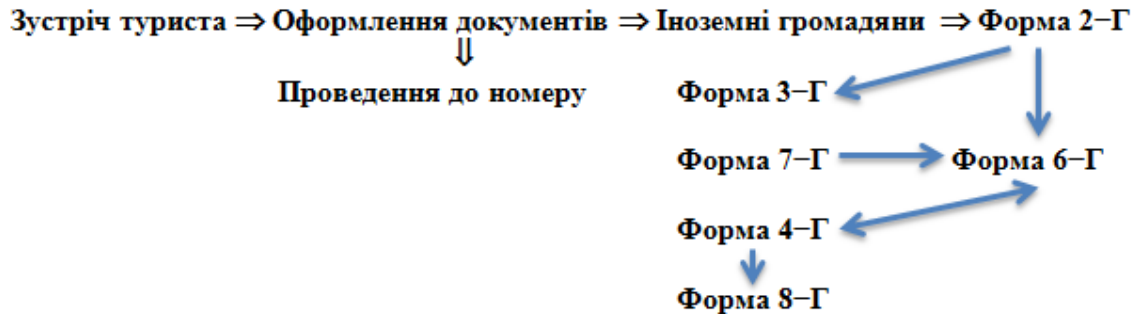 Зустріч туриста ⇒ Оформлення документів ⇒ Іноземні громадяни ⇒ Форма 2−Г
⇓
Проведення до номеру Форма 3−Г
Форма 7−Г Форма 6−Г
Форма 4−Г
Форма 8−Г